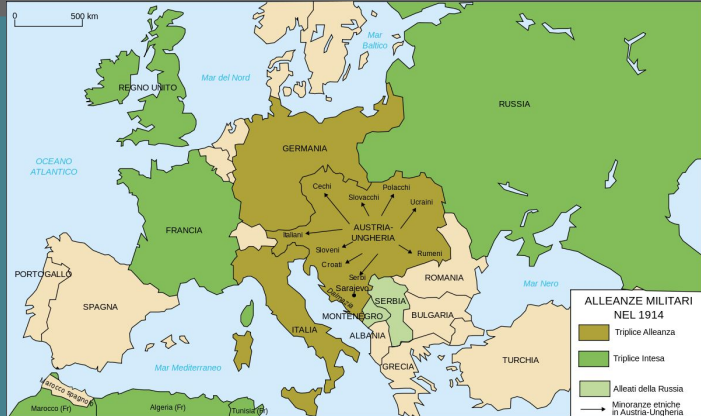 0 500 km
Mar
Baltico
Mar del Nord
REGNO UNITO
RUSSIA
GERMANIA
OCEANO
ATLANTICO
Cechi
Polacchi
Slovacchi
Ucraini
FRANCIA
Italiani
AUSTRIA-
UNGHERIA
Sloveni
Rumeni
Croati
PORTOGALLO
Serbi
ROMANIA
Mar Nero
Sarajevo
Dalmazia
SERBIA
SPAGNA
MONTENEGRO
BULGARIA
ITALIA
ALBANIA
GRECIA
TURCHIA
Mar Mediterraneo
Marocco Spagnolo
Marocco (Fr)
Algeria (Fr)
Tunisia (Fr)
ALLEANZE MILITARI
NEL 1914
Triplice Alleanza
Triplice Intesa
Alleati della Russia
Minoranze etniche
in Austria-Ungheria